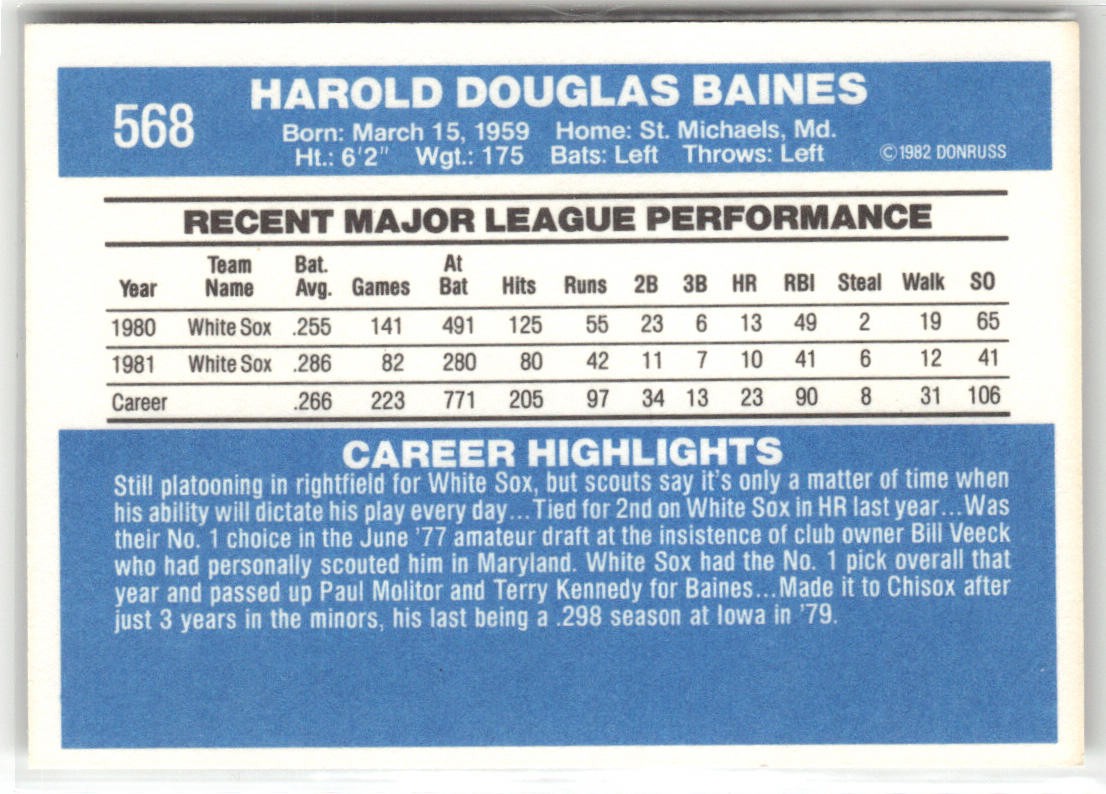 568
HAROLD DOUGLAS BAINES
Born: March 15, 1959 Home: St. Michaels, Md.
Ht.: 6'2" Wgt.: 175 Bats: Left Throws: Left
©1982 DONRUSS
RECENT MAJOR LEAGUE PERFORMANCE
Year Team Name Bat. Avg. Games At Bat Hits Runs 2B 3B HR RBI Steal Walk SO
1980 White Sox .255 141 491 125 55 23 6 13 49 2 19 65
1981 White Sox .286 82 280 80 42 11 7 10 41 6 12 41
Career .266 223 771 205 97 34 13 23 90 8 31 106
CAREER HIGHLIGHTS
Still platooning in rightfield for White Sox, but scouts say it's only a matter of time when
his ability will dictate his play every day...Tied for 2nd on White Sox in HR last year...Was
their No. 1 choice in the June '77 amateur draft at the insistence of club owner Bill Veeck
who had personally scouted him in Maryland. White Sox had the No. 1 pick overall that
year and passed up Paul Molitor and Terry Kennedy for Baines...Made it to Chisox after
just 3 years in the minors, his last being a .298 season at Iowa in '79.